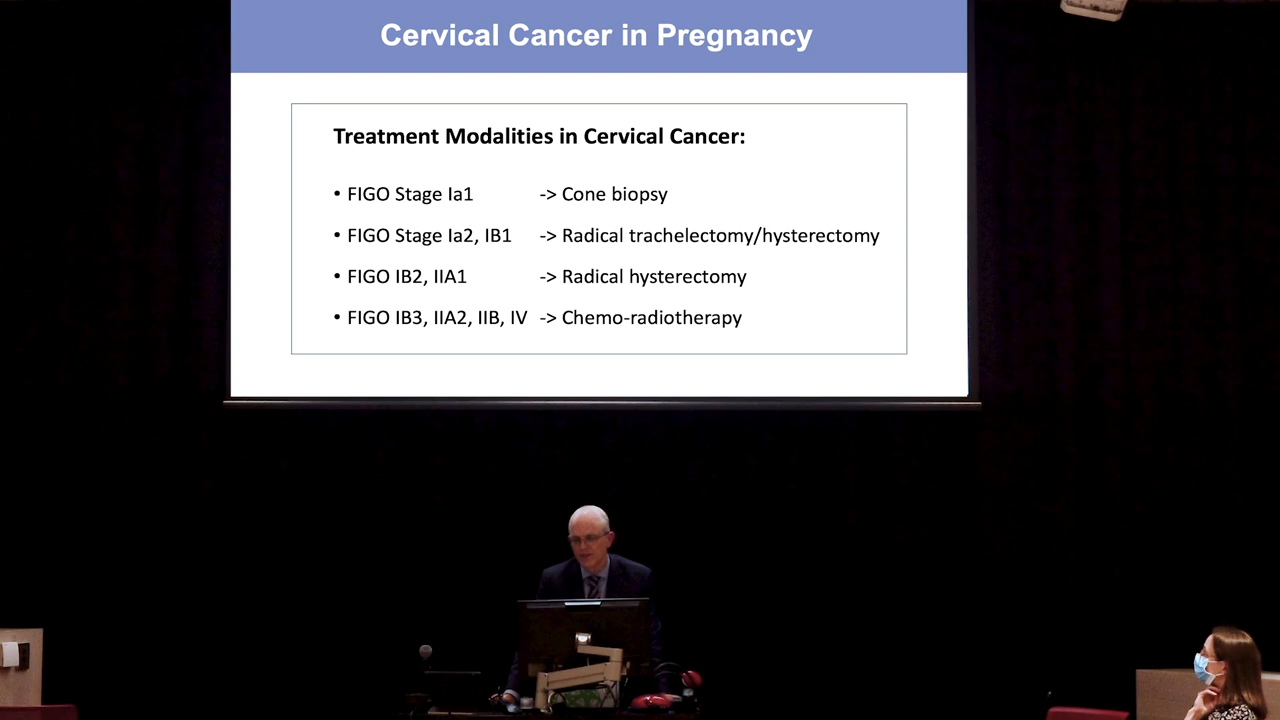 Cervical Cancer in Pregnancy
Treatment Modalities in Cervical Cancer:
• FIGO Stage Ia1 -> Cone biopsy
• FIGO Stage Ia2, IB1 -> Radical trachelectomy/hysterectomy
• FIGO IB2, IIA1 -> Radical hysterectomy
• FIGO IB3, IIA2, IIB, IV -> Chemo-radiotherapy